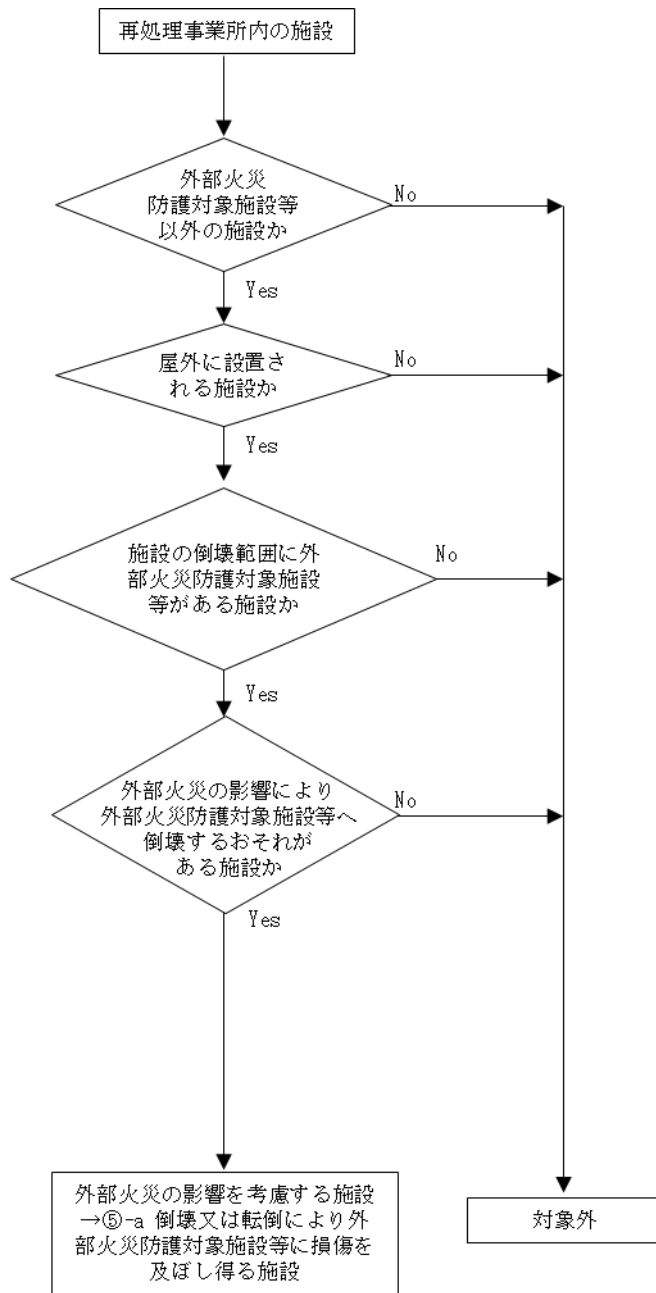 再処理事業所内の施設
外部火災
防護対象施設等
以外の施設か
No
Yes
屋外に設置さ
れる施設か
No
Yes
施設の倒壊範囲に外
部火災防護対象施設
等がある施設か
No
Yes
外部火災の影響により
外部火災防護対象施設等へ
倒壊するおそれが
ある施設か
No
Yes
外部火災の影響を考慮する施設
→⑤-a 倒壊又は転倒により外
部火災防護対象施設等に損傷を
及ぼし得る施設
対象外